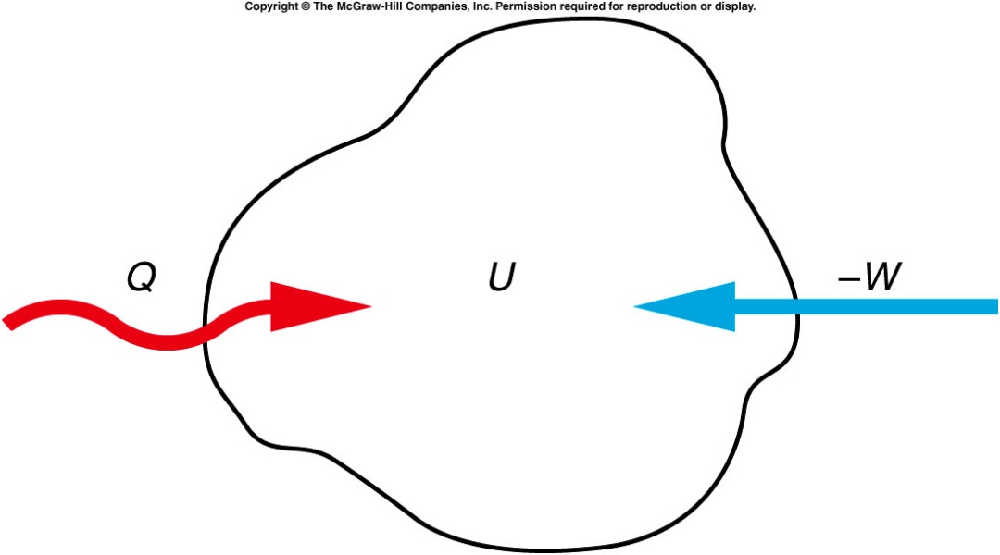 Copyright © The McGraw-Hill Companies, Inc. Permission required for reproduction or display.
Q
U
–W